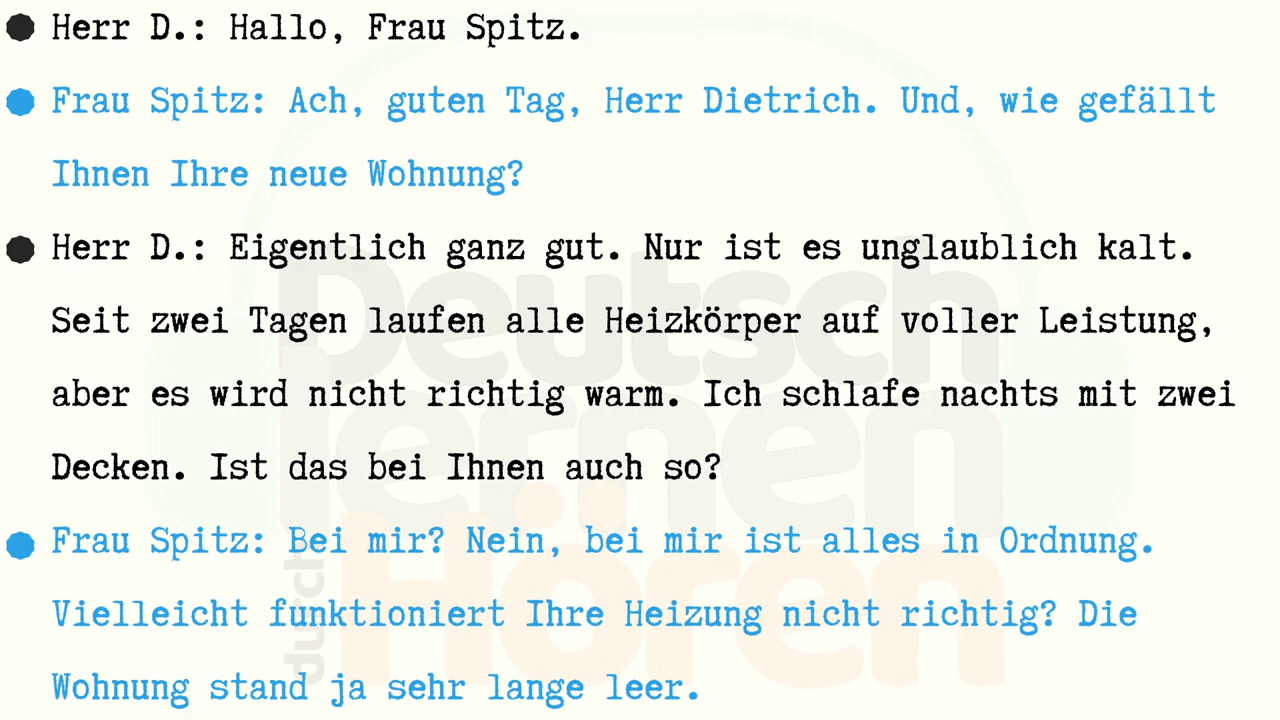 Herr D.: Hallo, Frau Spitz.
Frau Spitz: Ach, guten Tag, Herr Dietrich. Und, wie gefällt
Ihnen Ihre neue Wohnung?
Herr D.: Eigentlich ganz gut. Nur ist es unglaublich kalt.
Seit zwei Tagen laufen alle Heizkörper auf voller Leistung,
aber es wird nicht richtig warm. Ich schlafe nachts mit zwei
Decken. Ist das bei Ihnen auch so?
Frau Spitz: Bei mir? Nein, bei mir ist alles in Ordnung.
Vielleicht funktioniert Ihre Heizung nicht richtig? Die
Wohnung stand ja sehr lange leer.
Deutsch
lernen
durch
Hören